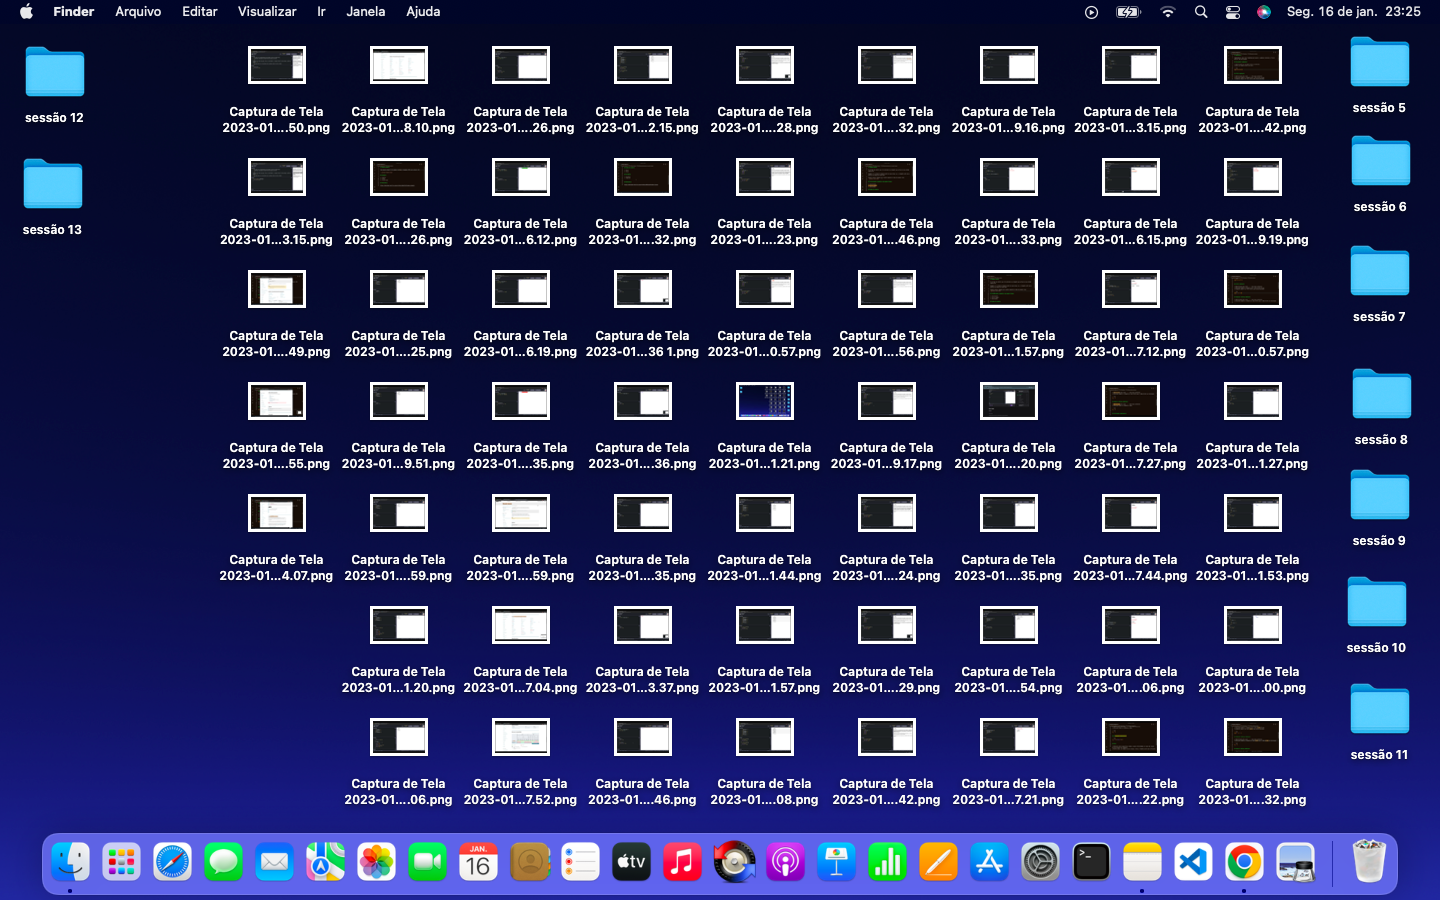 Finder Arquivo Editar Visualizar Ir Janela Ajuda Seg. 16 de jan. 23:25
sessão 12
sessão 13
Captura de Tela Captura de Tela Captura de Tela Captura de Tela Captura de Tela Captura de Tela Captura de Tela Captura de Tela Captura de Tela
2023-01....50.png 2023-01...8.10.png 2023-01....26.png 2023-01...2.15.png 2023-01....28.png 2023-01....32.png 2023-01...9.16.png 2023-01...3.15.png 2023-01....42.png
Captura de Tela Captura de Tela Captura de Tela Captura de Tela Captura de Tela Captura de Tela Captura de Tela Captura de Tela Captura de Tela
2023-01...3.15.png 2023-01....26.png 2023-01...6.12.png 2023-01....32.png 2023-01....23.png 2023-01....46.png 2023-01....33.png 2023-01...6.15.png 2023-01...9.19.png
Captura de Tela Captura de Tela Captura de Tela Captura de Tela Captura de Tela Captura de Tela Captura de Tela Captura de Tela Captura de Tela
2023-01....49.png 2023-01....25.png 2023-01...6.19.png 2023-01...36 1.png 2023-01...0.57.png 2023-01....56.png 2023-01...1.57.png 2023-01...7.12.png 2023-01...0.57.png
Captura de Tela Captura de Tela Captura de Tela Captura de Tela Captura de Tela Captura de Tela Captura de Tela Captura de Tela Captura de Tela
2023-01....55.png 2023-01...9.51.png 2023-01....35.png 2023-01....36.png 2023-01...1.21.png 2023-01...9.17.png 2023-01....20.png 2023-01...7.27.png 2023-01...1.27.png
Captura de Tela Captura de Tela Captura de Tela Captura de Tela Captura de Tela Captura de Tela Captura de Tela Captura de Tela Captura de Tela
2023-01...4.07.png 2023-01....59.png 2023-01....59.png 2023-01....35.png 2023-01...1.44.png 2023-01....24.png 2023-01....35.png 2023-01...7.44.png 2023-01...1.53.png
Captura de Tela Captura de Tela Captura de Tela Captura de Tela Captura de Tela Captura de Tela Captura de Tela Captura de Tela
2023-01...1.20.png 2023-01...7.04.png 2023-01...3.37.png 2023-01...1.57.png 2023-01....29.png 2023-01....54.png 2023-01....06.png 2023-01....00.png
Captura de Tela Captura de Tela Captura de Tela Captura de Tela Captura de Tela Captura de Tela Captura de Tela Captura de Tela
2023-01....06.png 2023-01...7.52.png 2023-01....46.png 2023-01....08.png 2023-01....42.png 2023-01...7.21.png 2023-01....22.png 2023-01....32.png
sessão 5
sessão 6
sessão 7
sessão 8
sessão 9
sessão 10
sessão 11
JAN.
16
tv
>_